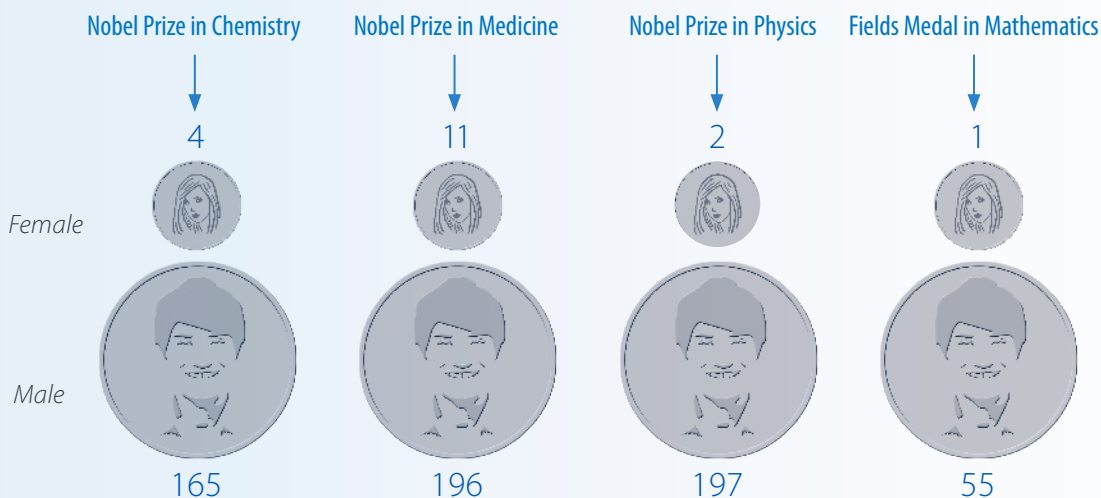 Nobel Prize in Chemistry Nobel Prize in Medicine Nobel Prize in Physics Fields Medal in Mathematics
4 11 2 1
Female
Male
165 196 197 55